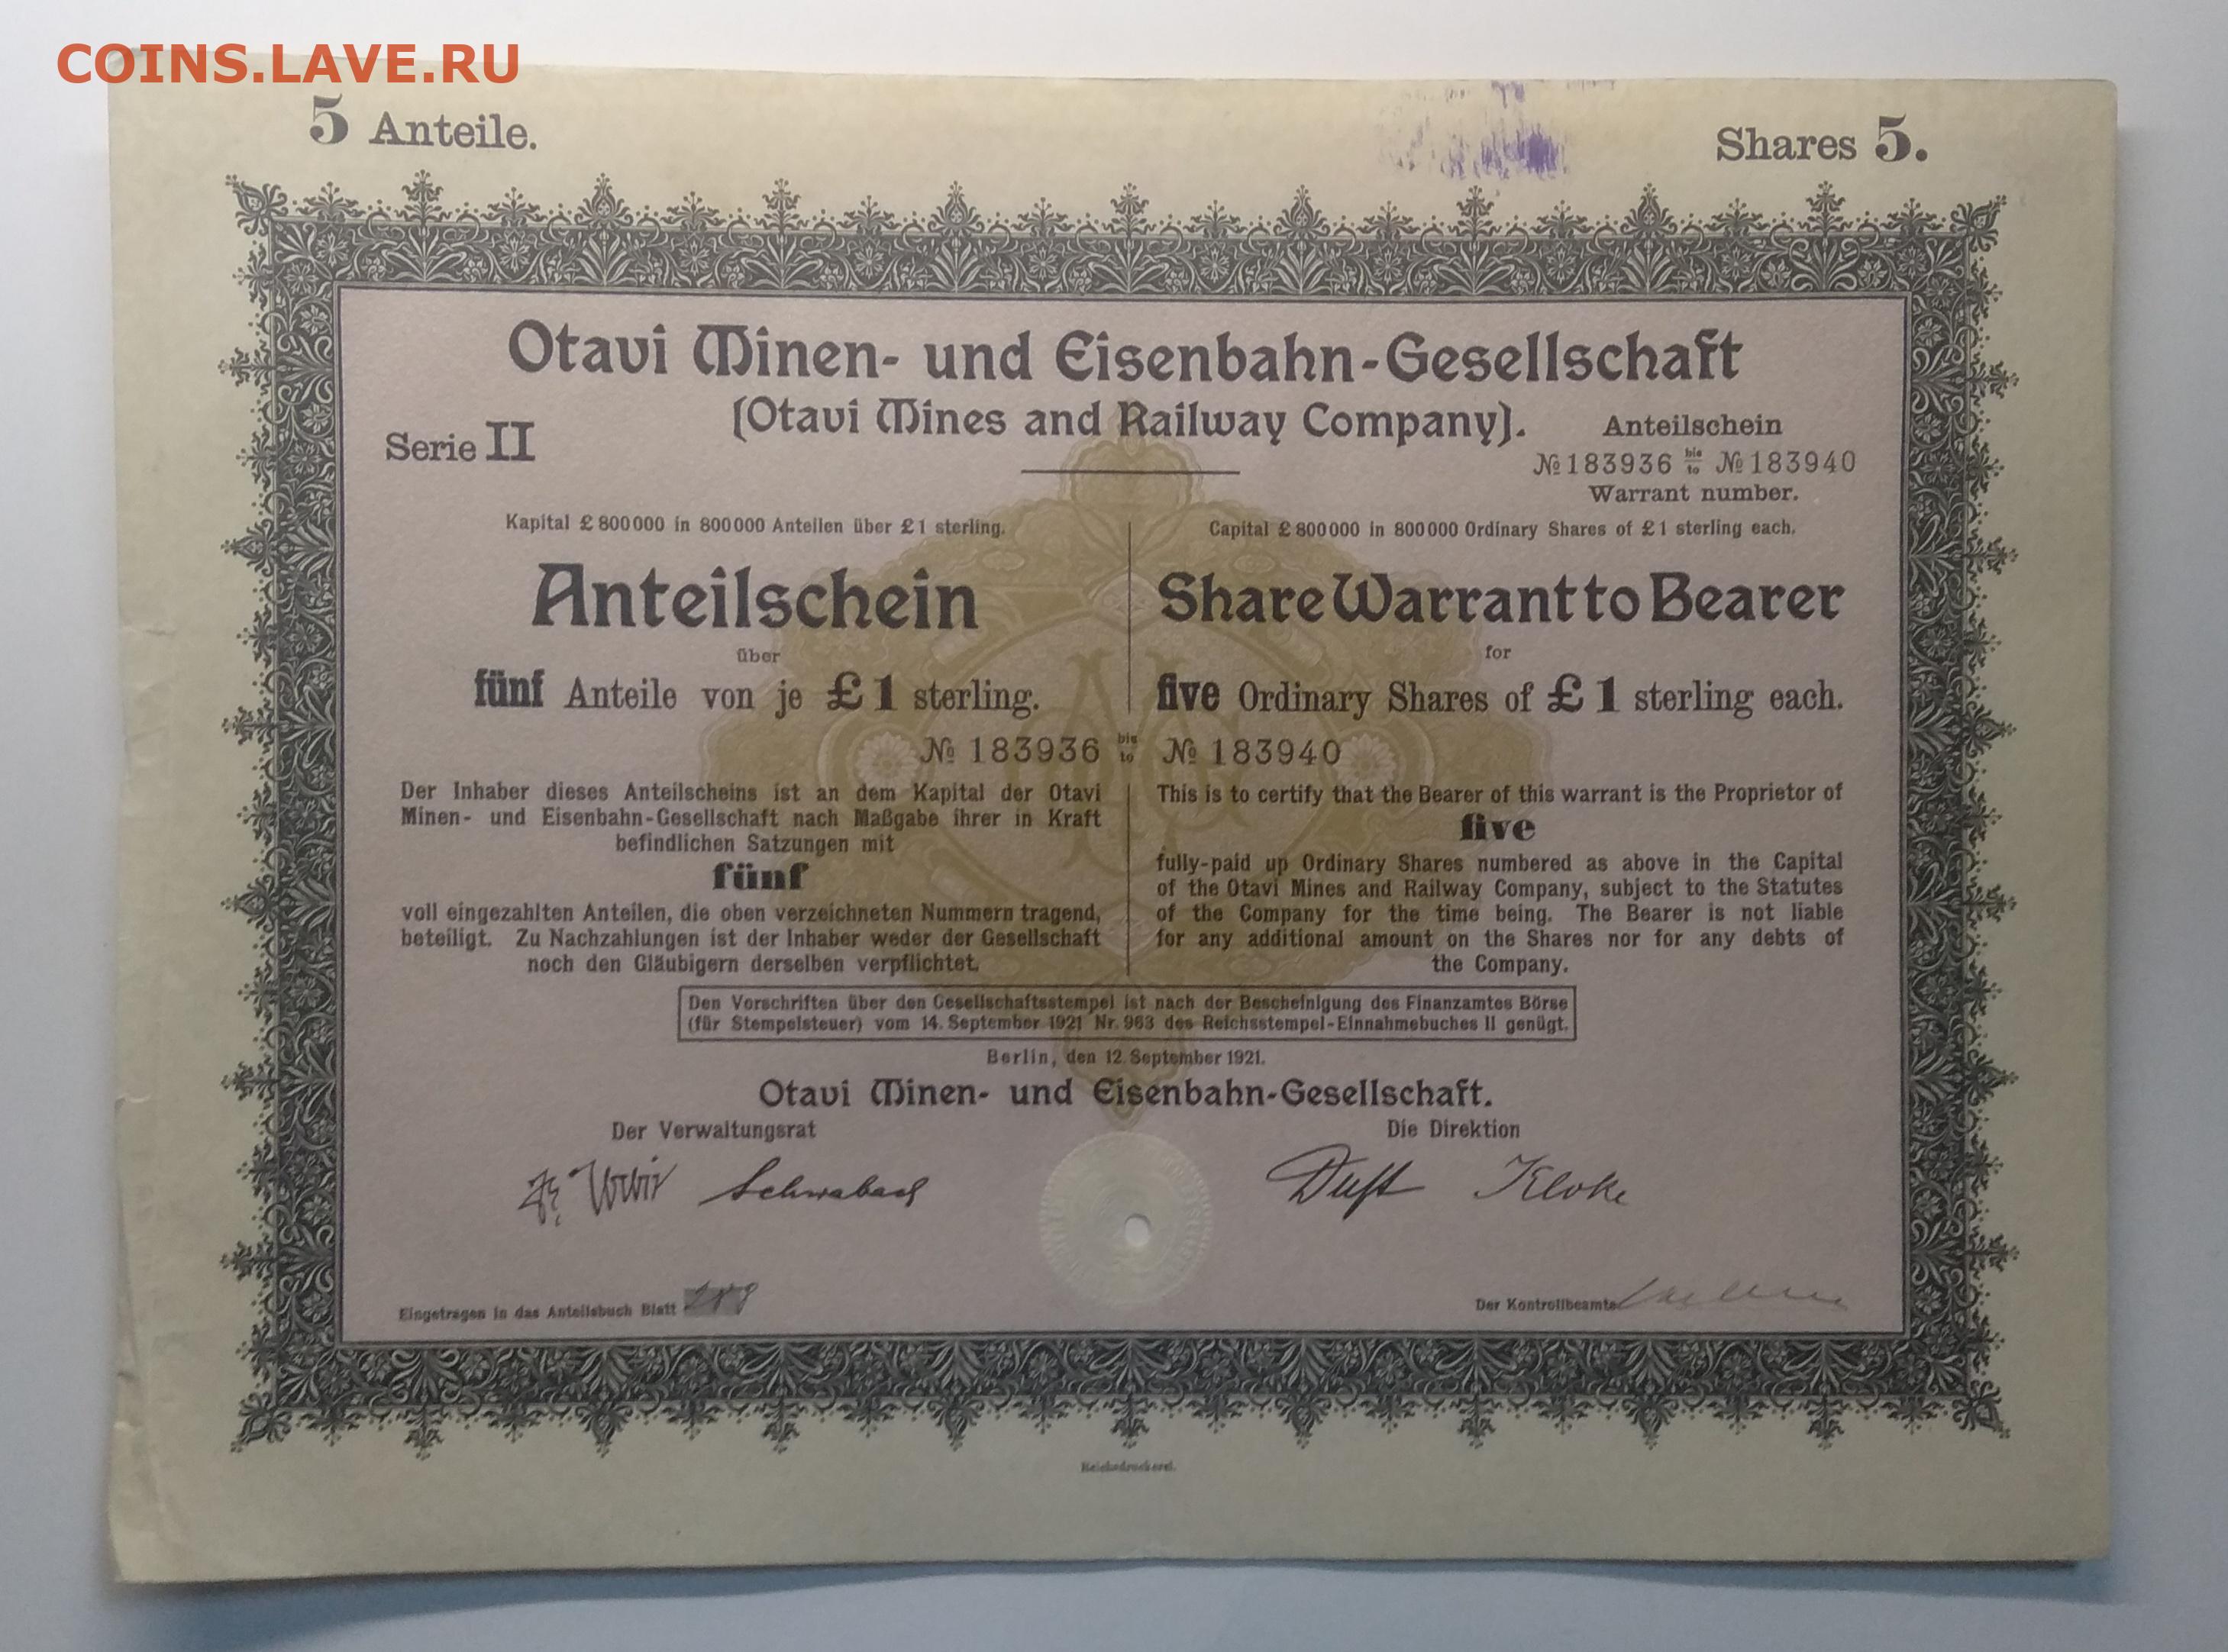 COINS.LAVE.RU
5 Anteile.
Shares 5.
Otavi Minen- und Eisenbahn-Gesellschaft
(Otavi Mines and Railway Company).
Serie II
Anteilschein
№ 183936 bis to № 183940
Warrant number.
Kapital £ 800000 in 800000 Anteilen über £ 1 sterling.
Anteilschein
über
fünf Anteile von je £ 1 sterling.
Capital £ 800000 in 800000 Ordinary Shares of £ 1 sterling each.
Share Warrant to Bearer
for
five Ordinary Shares of £ 1 sterling each.
№ 183936 bis to № 183940
Der Inhaber dieses Anteilscheins ist an dem Kapital der Otavi
Minen- und Eisenbahn-Gesellschaft nach Maßgabe ihrer in Kraft
befindlichen Satzungen mit
fünf
voll eingezahlten Anteilen, die oben verzeichneten Nummern tragend,
beteiligt. Zu Nachzahlungen ist der Inhaber weder der Gesellschaft
noch den Gläubigern derselben verpflichtet.
This is to certify that the Bearer of this warrant is the Proprietor of
five
fully-paid up Ordinary Shares numbered as above in the Capital
of the Otavi Mines and Railway Company, subject to the Statutes
of the Company for the time being. The Bearer is not liable
for any additional amount on the Shares nor for any debts of
the Company.
Den Vorschriften über den Gesellschaftsstempel ist nach der Bescheinigung des Finanzamtes Börse
(für Stempelsteuer) vom 14. September 1921 Nr. 963 des Reichsstempel-Einnahmebuches II genügt.
Berlin, den 12. September 1921.
Otavi Minen- und Eisenbahn-Gesellschaft.
Der Verwaltungsrat
Die Direktion
Schwabach
Duft Kloke
Eingetragen in das Anteilsbuch Blatt
Der Kontrollbeamte
Reichsdruckerei.